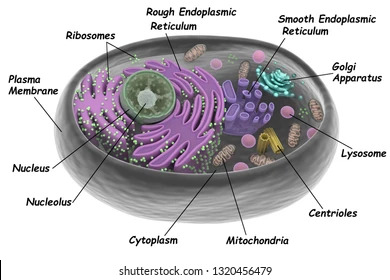 Rough Endoplasmic
Reticulum
Smooth Endoplasmic
Reticulum
Ribosomes
Golgi
Apparatus
Plasma
Membrane
Lysosome
Nucleus
Nucleolus
Centrioles
Cytoplasm
Mitochondria
shutterstock.com · 1320456479